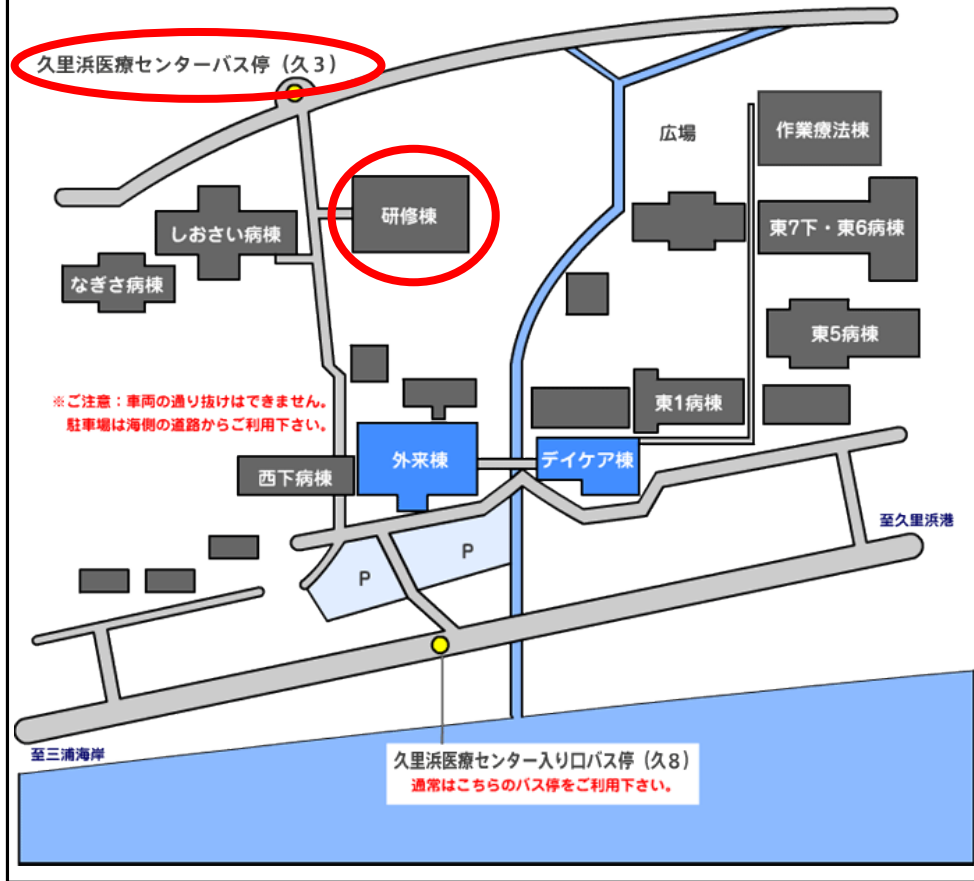 久里浜医療センターバス停（久３）
広場
作業療法棟
研修棟
しおさい病棟
東7下・東6病棟
なぎさ病棟
東5病棟
※ご注意：車両の通り抜けはできません。
駐車場は海側の道路からご利用下さい。
東1病棟
外来棟
デイケア棟
西下病棟
至久里浜港
P
P
至三浦海岸
久里浜医療センター入り口バス停（久８）
通常はこちらのバス停をご利用下さい。